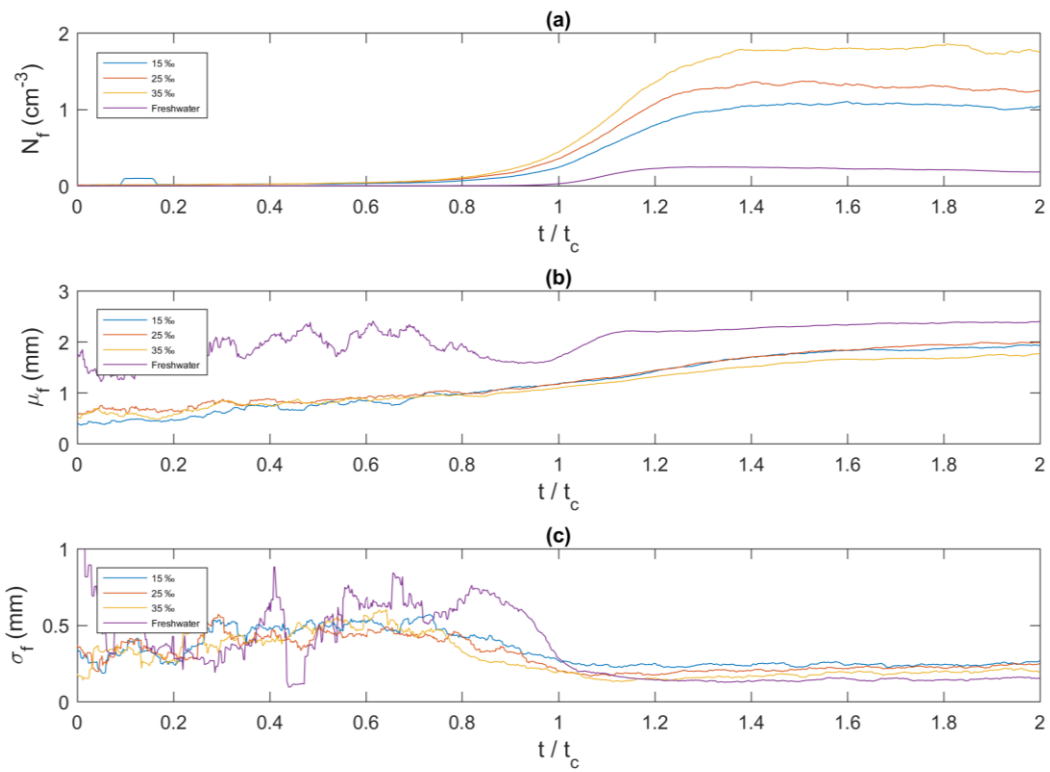 (a)
2
1
0
N_f (cm^-3)
15 ‰
25 ‰
35 ‰
Freshwater
0 0.2 0.4 0.6 0.8 1 1.2 1.4 1.6 1.8 2
t / t_c
(b)
3
2
1
0
μ_f (mm)
15 ‰
25 ‰
35 ‰
Freshwater
0 0.2 0.4 0.6 0.8 1 1.2 1.4 1.6 1.8 2
t / t_c
(c)
1
0.5
0
σ_f (mm)
15 ‰
25 ‰
35 ‰
Freshwater
0 0.2 0.4 0.6 0.8 1 1.2 1.4 1.6 1.8 2
t / t_c